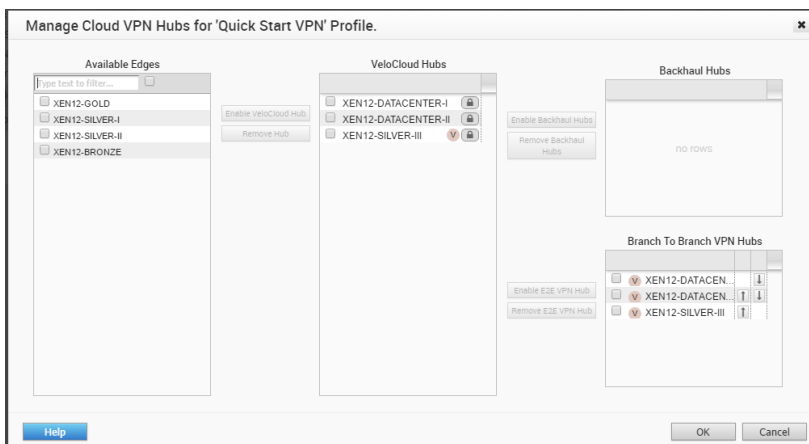 Manage Cloud VPN Hubs for 'Quick Start VPN' Profile.
Available Edges
Type text to filter...
XEN12-GOLD
XEN12-SILVER-I
XEN12-SILVER-II
XEN12-BRONZE
Enable VeloCloud Hub
Remove Hub
VeloCloud Hubs
XEN12-DATACENTER-I
XEN12-DATACENTER-II
XEN12-SILVER-III V
Enable Backhaul Hubs
Remove Backhaul
Hubs
Backhaul Hubs
no rows
Enable E2E VPN Hub
Remove E2E VPN Hub
Branch To Branch VPN Hubs
V XEN12-DATACEN...
V XEN12-DATACEN...
V XEN12-SILVER-III
Help
OK
Cancel